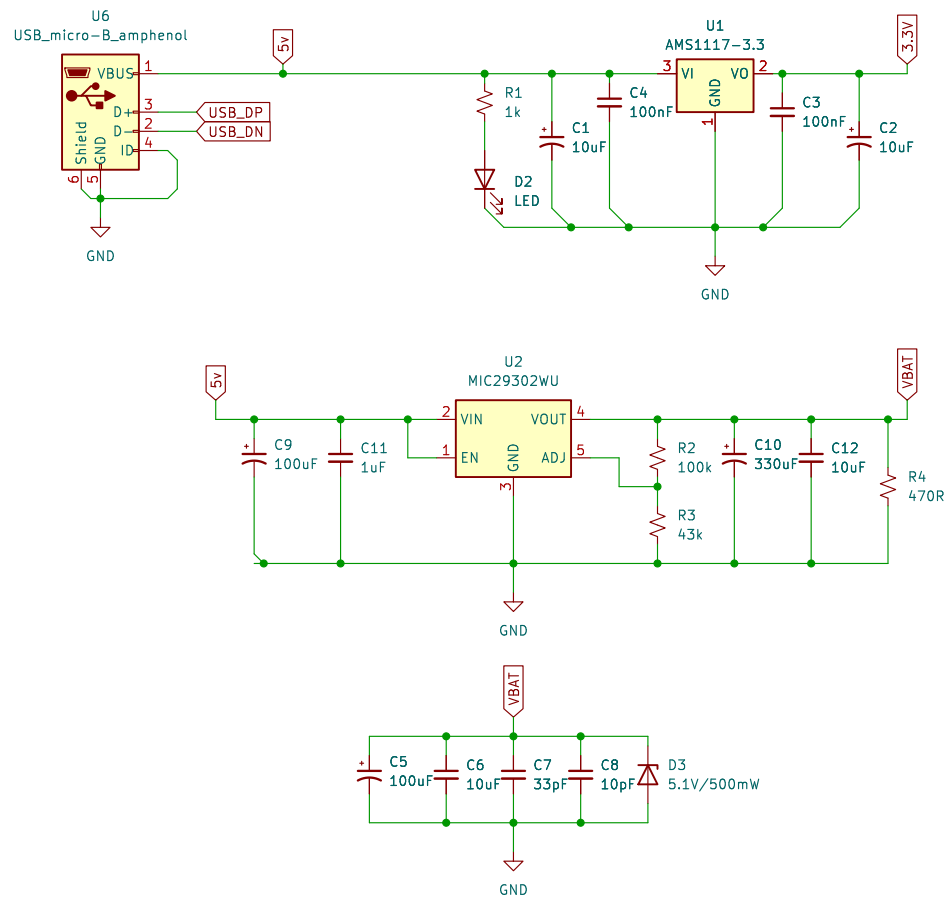 U6
USB_micro-B_amphenol
VBUS
1
D+
3
D-
2
ID
4
Shield
GND
6
5
GND
USB_DP
USB_DN
5v
R1
1k
D2
LED
C1
10uF
C4
100nF
U1
AMS1117-3.3
3
VI
VO
2
GND
1
GND
C3
100nF
C2
10uF
3.3V
5v
C9
100uF
C11
1uF
U2
MIC29302WU
2
VIN
VOUT
4
1
EN
ADJ
5
GND
3
GND
R2
100k
R3
43k
C10
330uF
C12
10uF
R4
470R
VBAT
VBAT
C5
100uF
C6
10uF
C7
33pF
C8
10pF
D3
5.1V/500mW
GND